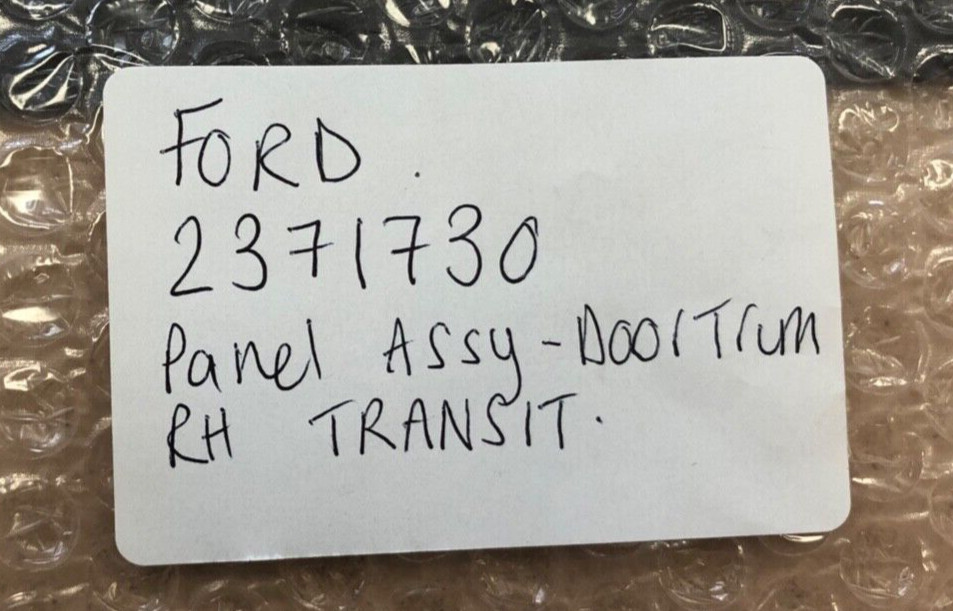 FORD.
2371730
Panel Assy - Door Trim
RH TRANSIT.